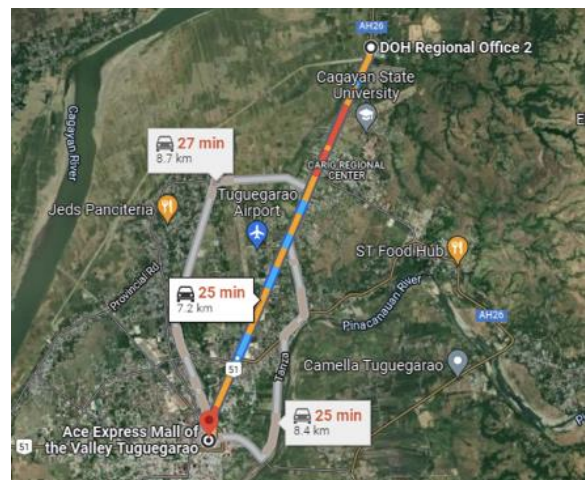 AH26
DOH Regional Office 2
Cagayan State
University
Cagayan River
27 min
8.7 km
CARIG REGIONAL
CENTER
Jeds Panciteria
Tuguegarao
Airport
ST Food Hub
Provincial Rd
25 min
7.2 km
Pinacanauan River
AH26
51
Tanza
Camella Tuguegarao
Ace Express Mall of
the Valley Tuguegarao
25 min
8.4 km
51